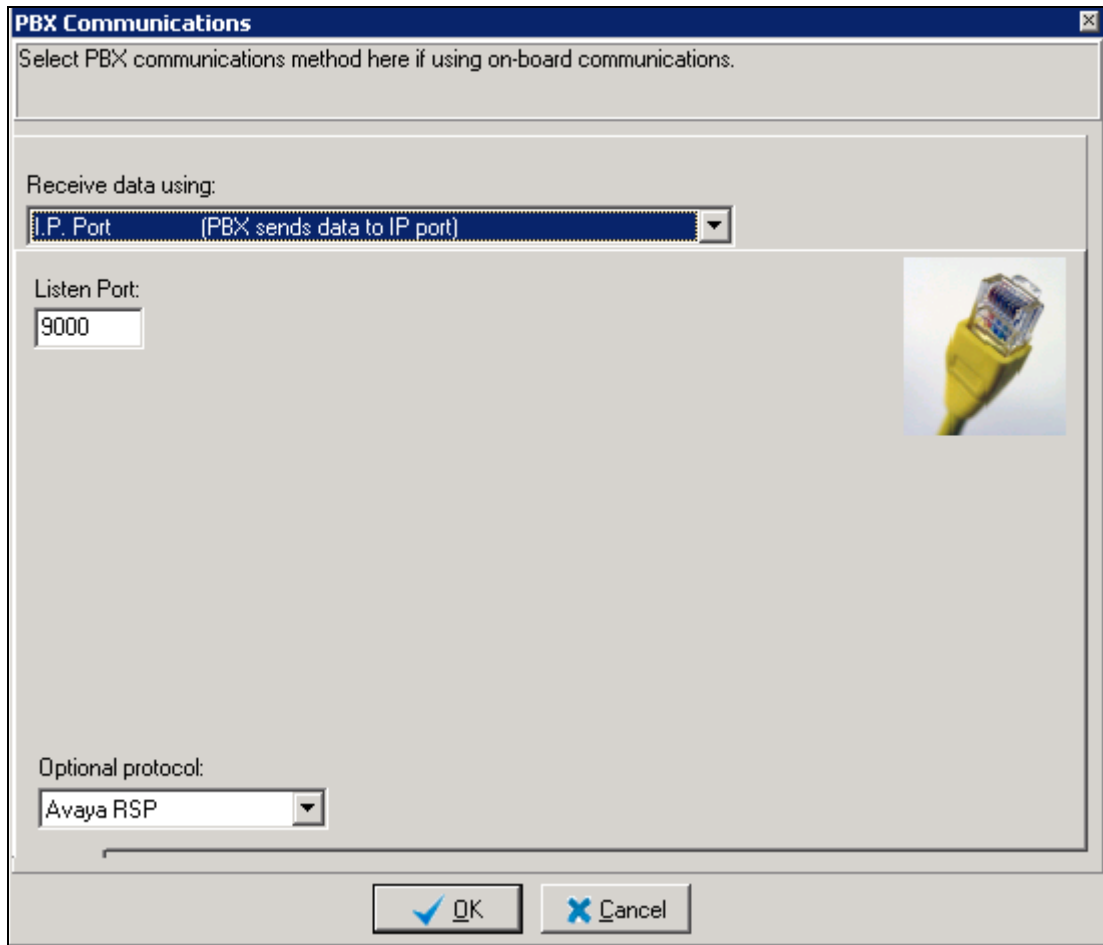 PBX Communications
Select PBX communications method here if using on-board communications.
Receive data using:
I.P. Port (PBX sends data to IP port)
Listen Port:
9000
Optional protocol:
Avaya RSP
OK Cancel